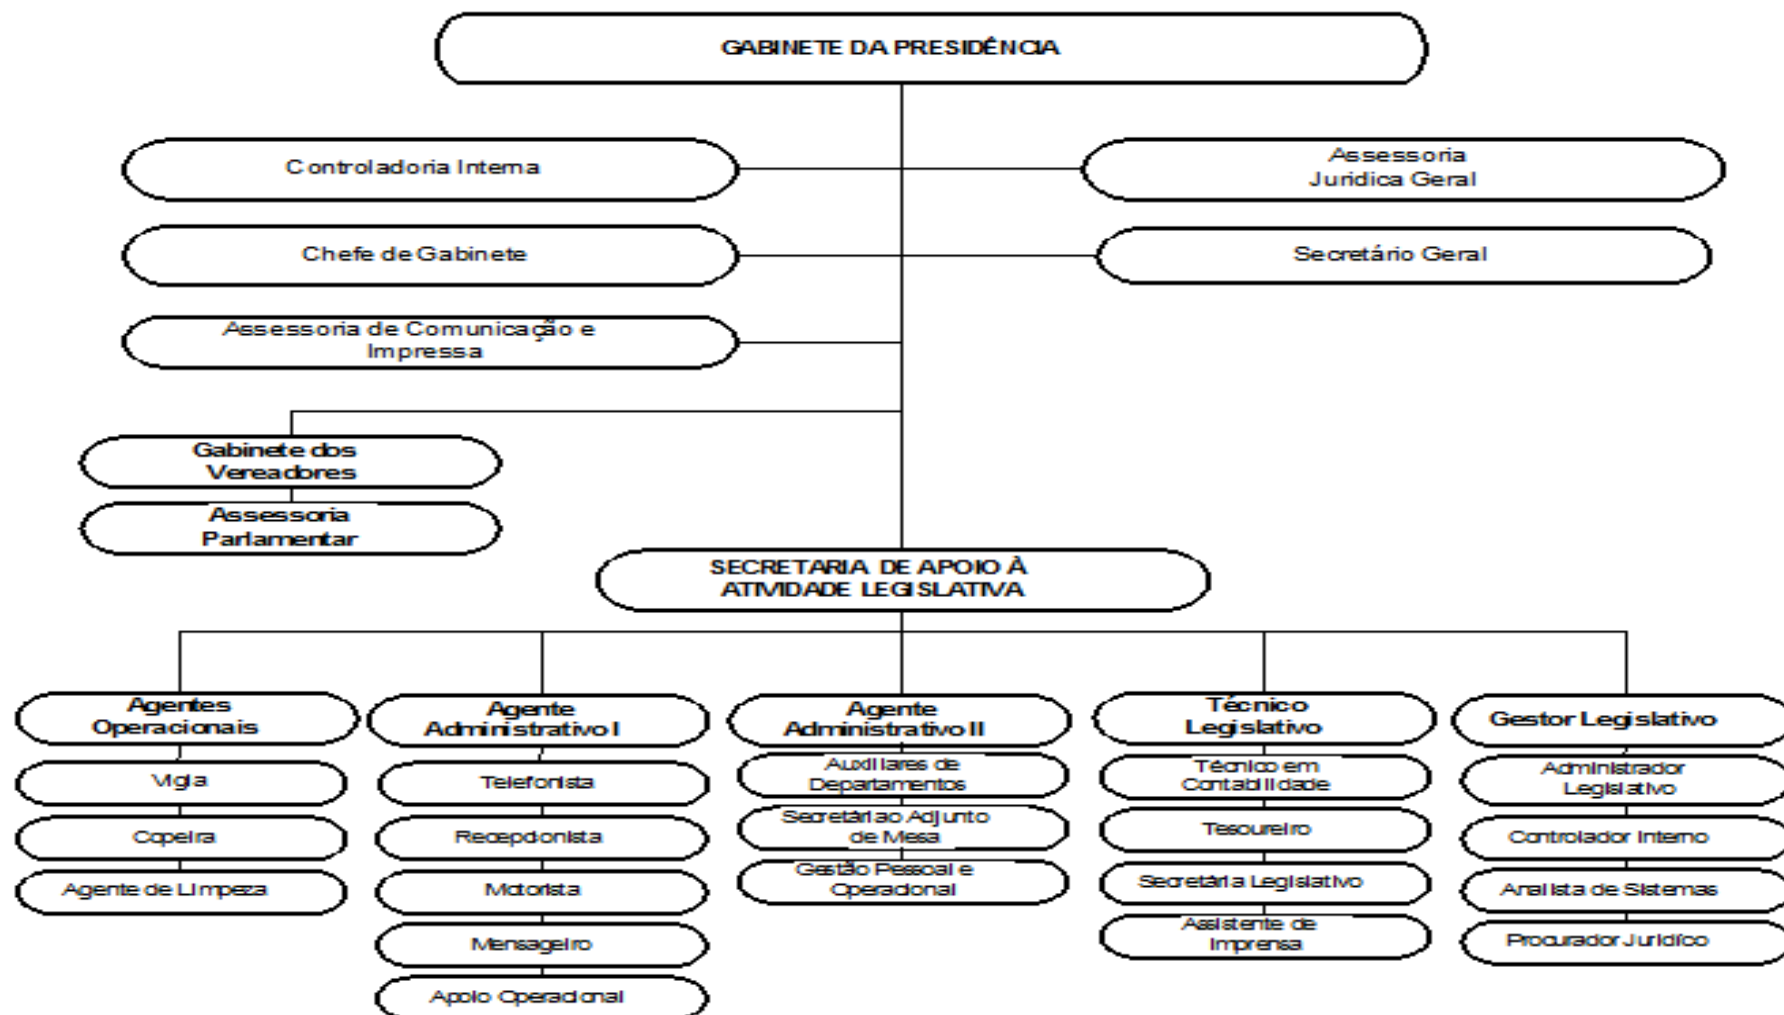 GABINETE DA PRESIDÊNCIA
Controladoria Interna
Assessoria
Juridica Geral
Chefe de Gabinete
Secretário Geral
Assessoria de Comunicação e
Impressa
Gabinete dos
Vereadores
Assessoria
Parlamentar
SECRETARIA DE APOIO À
ATIVIDADE LEGISLATIVA
Agentes
Operacionais
Agente
Administrativo I
Agente
Administrativo II
Técnico
Legislativo
Gestor Legislativo
Vigia
Copeira
Agente de Limpeza
Telefonista
Recepcionista
Motorista
Mensageiro
Apoio Operacional
Auxiliares de
Departamentos
Secretáriao Adjunto
de Mesa
Gestão Pessoal e
Operacional
Técnico em
Contabilidade
Tesoureiro
Secretária Legislativo
Assistente de
Imprensa
Administrador
Legislativo
Controlador Interno
Analista de Sistemas
Procurador Jurídico